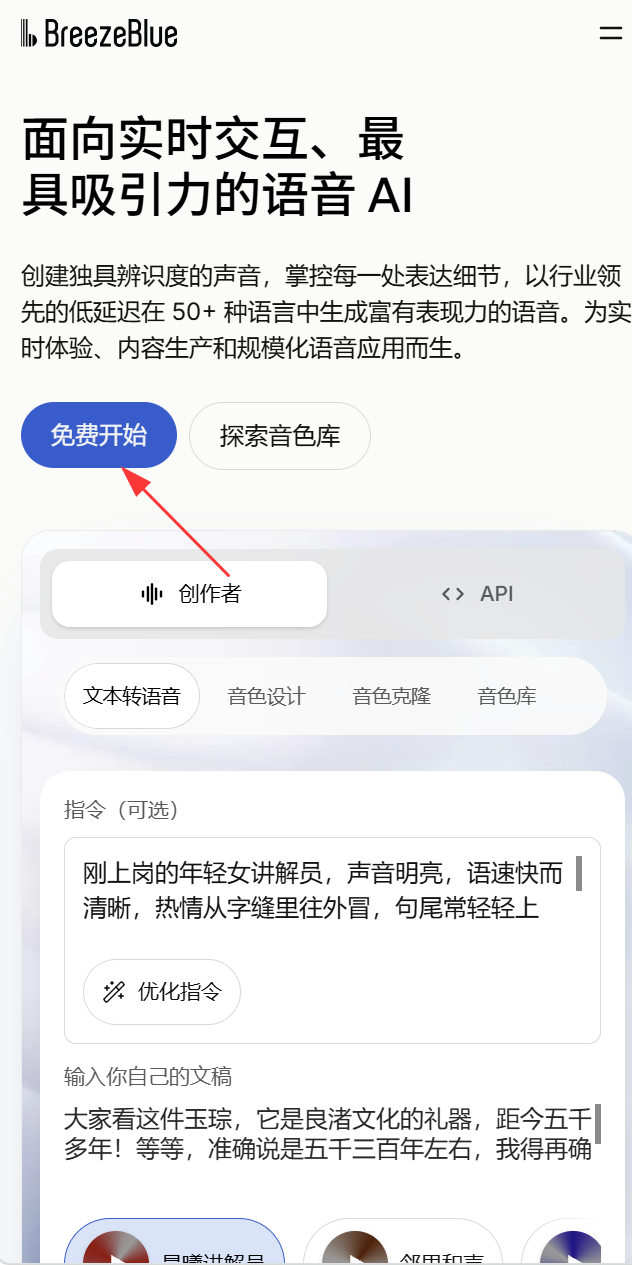 BreezeBlue
面向实时交互、最
具吸引力的语音 AI
创建独具辨识度的声音，掌控每一处表达细节，以行业领
先的低延迟在 50+ 种语言中生成富有表现力的语音。为实
时体验、内容生产和规模化语音应用而生。
免费开始 探索音色库
创作者 <> API
文本转语音 音色设计 音色克隆 音色库
指令（可选）
刚上岗的年轻女讲解员，声音明亮，语速快而
清晰，热情从字缝里往外冒，句尾常轻轻上
优化指令
输入你自己的文稿
大家看这件玉琮，它是良渚文化的礼器，距今五千
多年！等等，准确说是五千三百年左右，我得再确
晨曦讲解员 邻里和声